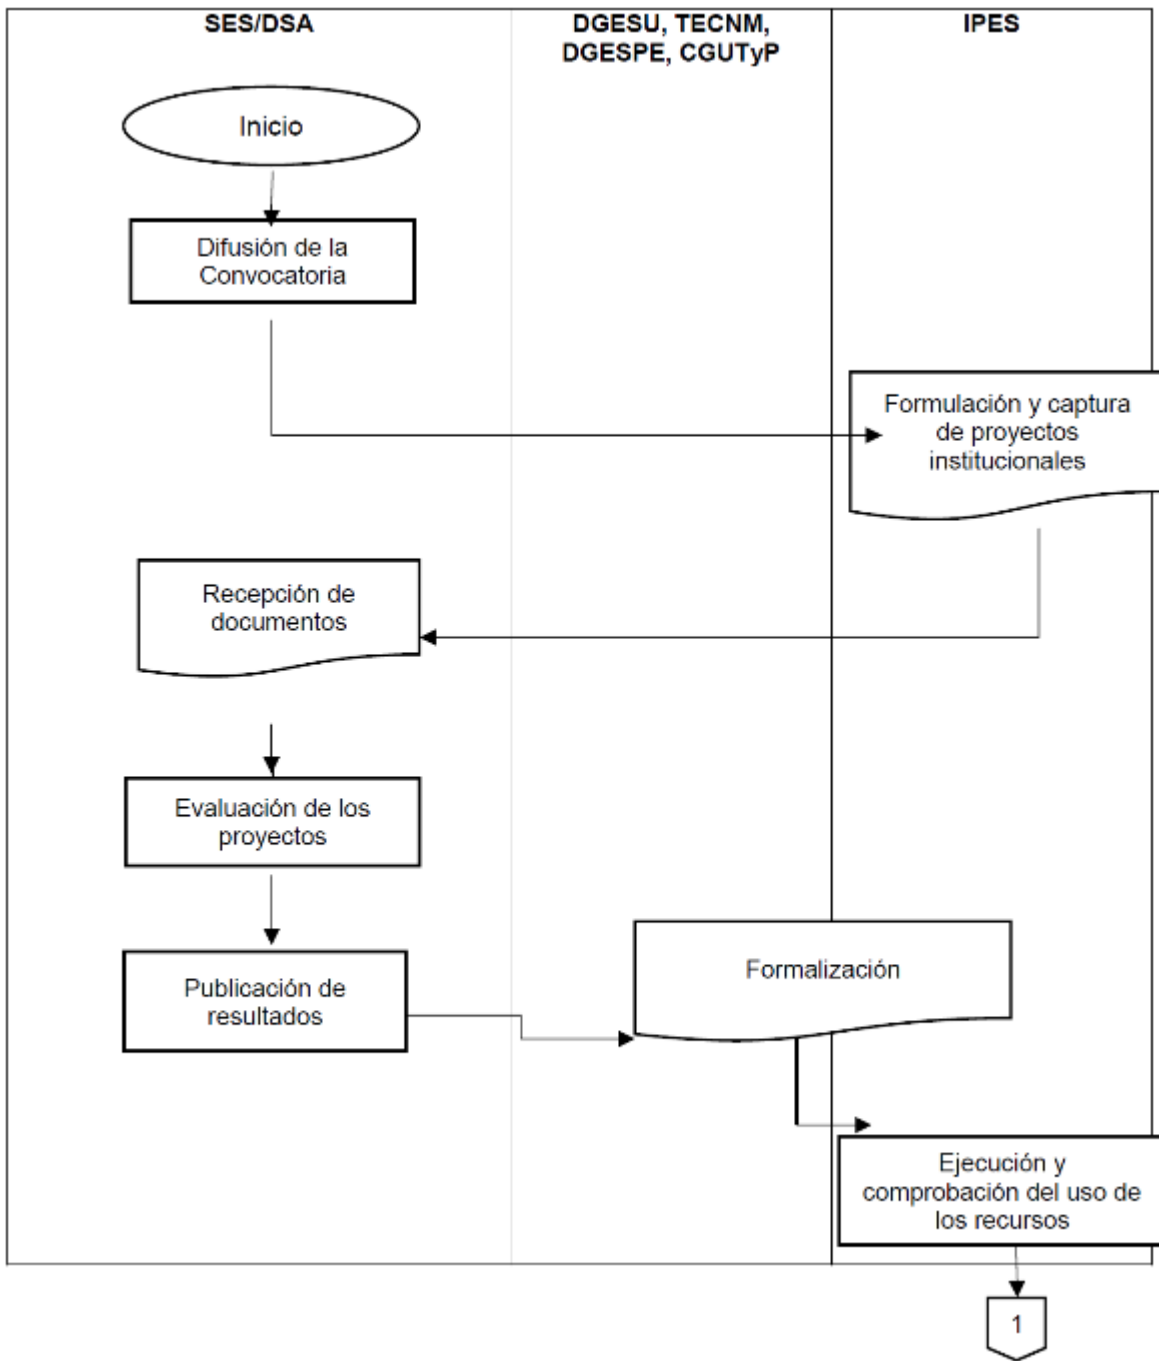 SES/DSA
DGESU, TECNM,
DGESPE, CGUTyP
IPES
Inicio
Difusión de la
Convocatoria
Formulación y captura
de proyectos
institucionales
Recepción de
documentos
Evaluación de los
proyectos
Publicación de
resultados
Formalización
Ejecución y
comprobación del uso de
los recursos
1